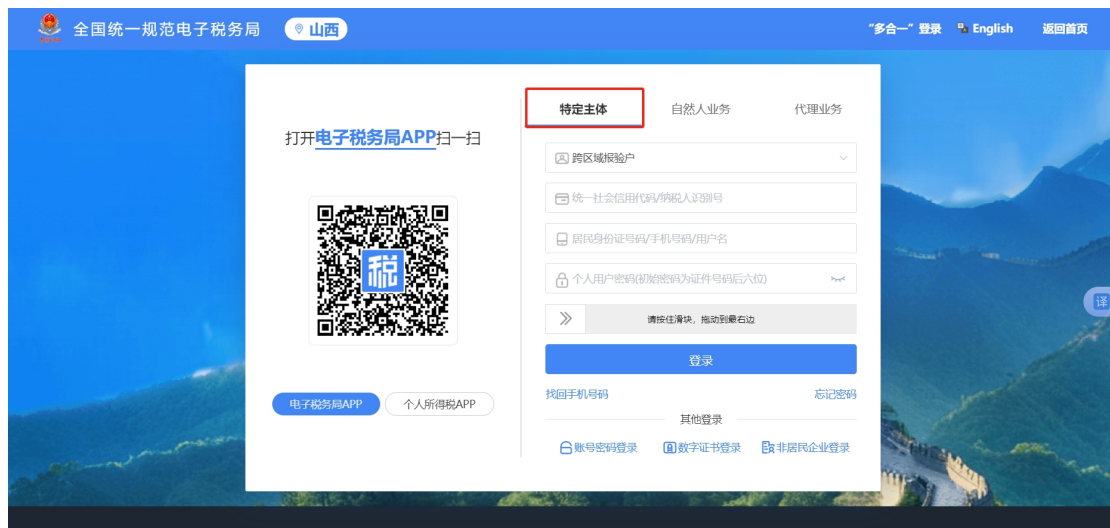 全国统一规范电子税务局
山西
“多合一”登录
English
返回首页
打开电子税务局APP扫一扫
税
电子税务局APP
个人所得税APP
特定主体
自然人业务
代理业务
跨区域报验户
统一社会信用代码/纳税人识别号
居民身份证号码/手机号码/用户名
个人用户密码(初始密码为证件号码后六位)
请按住滑块，拖动到最右边
登录
找回手机号码
忘记密码
其他登录
账号密码登录
数字证书登录
非居民企业登录
译